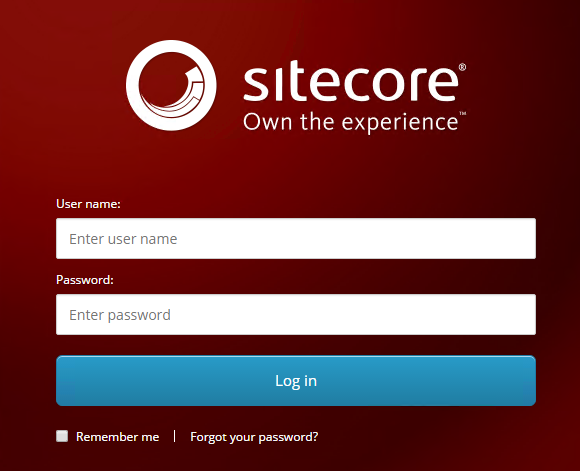 sitecore®
Own the experience™
User name:
Enter user name
Password:
Enter password
Log in
Remember me | Forgot your password?